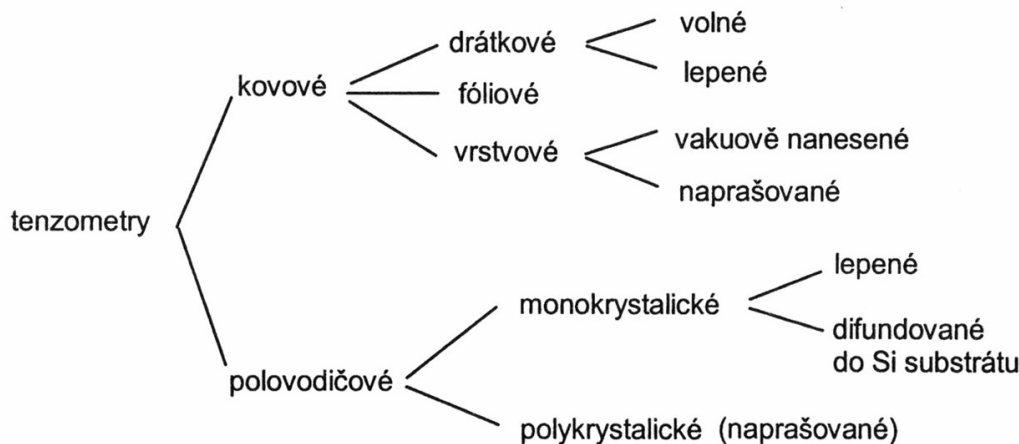 tenzometry
kovové
drátkové
volné
lepené
fóliové
vrstvové
vakuově nanesené
naprašované
polovodičové
monokrystalické
lepené
difundované
do Si substrátu
polykrystalické (naprašované)